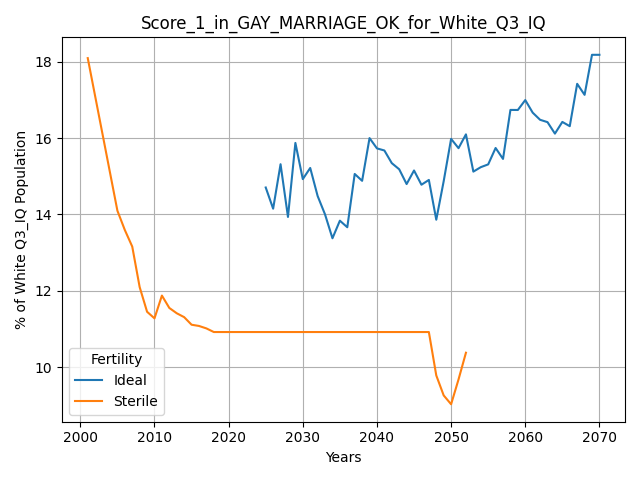 Score_1_in_GAY_MARRIAGE_OK_for_White_Q3_IQ
% of White Q3_IQ Population
18
16
14
12
10
Fertility
Ideal
Sterile
2000 2010 2020 2030 2040 2050 2060 2070
Years